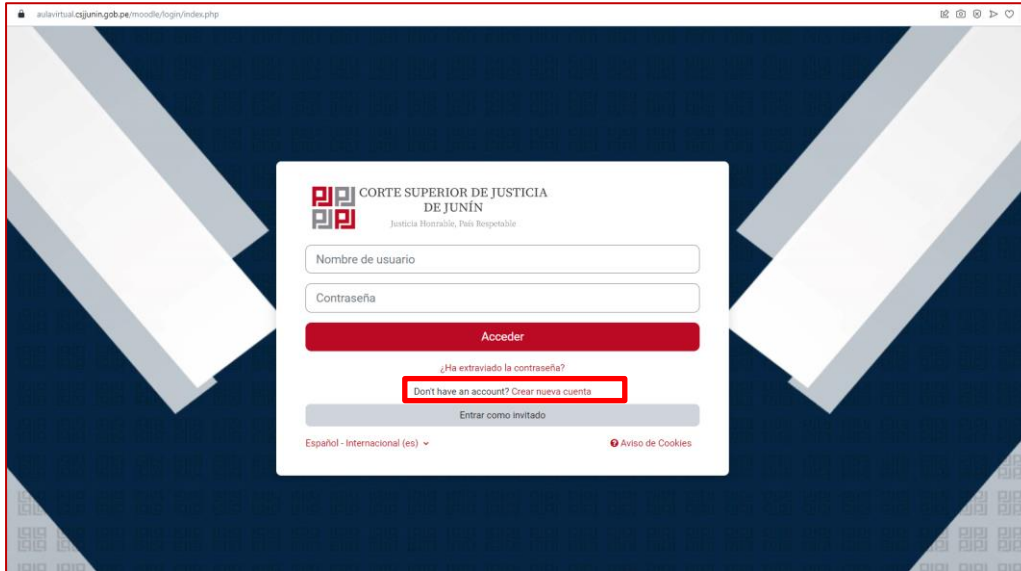 aulavirtual.csjjunin.gob.pe/moodle/login/index.php
CORTE SUPERIOR DE JUSTICIA
DE JUNÍN
Justicia Honrable, País Respetable
Nombre de usuario
Contraseña
Acceder
¿Ha extraviado la contraseña?
Don't have an account? Crear nueva cuenta
Entrar como invitado
Español - Internacional (es)
Aviso de Cookies